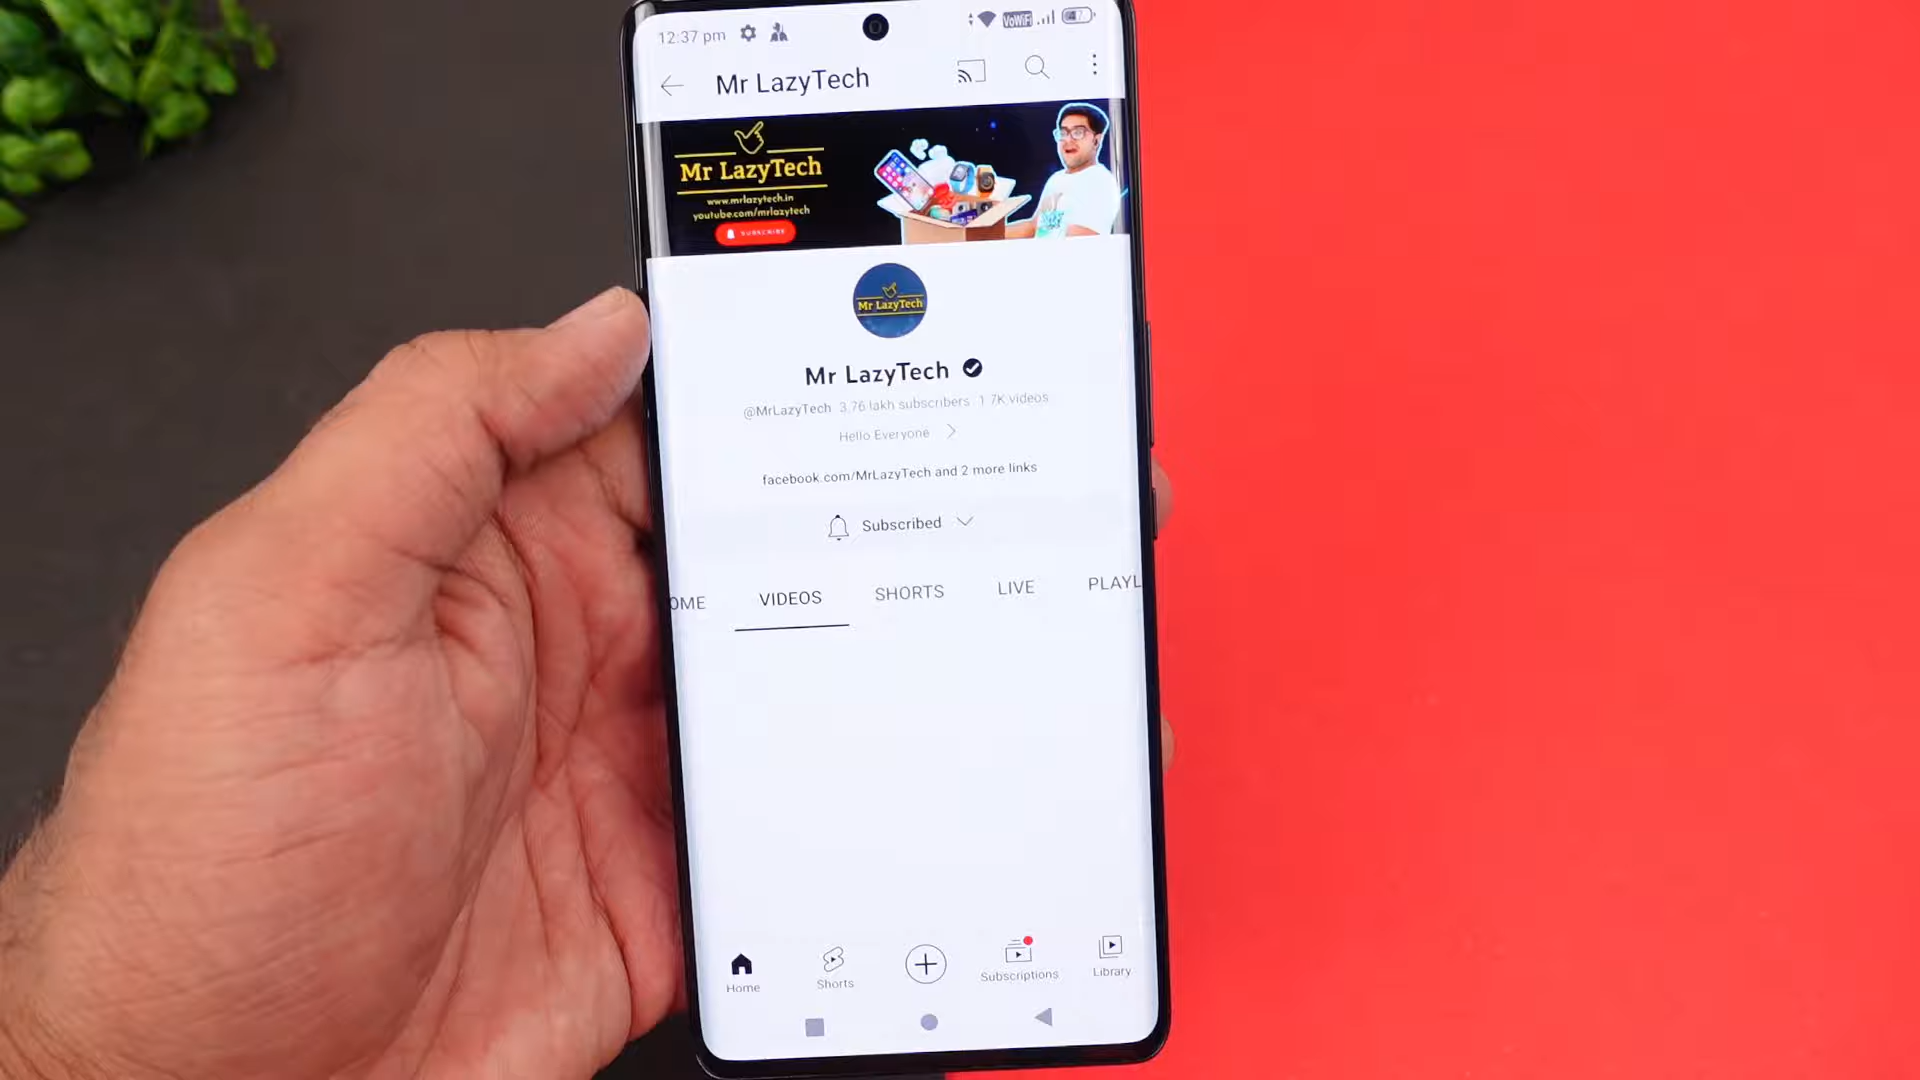 12:37 pm
VoWiFi
47
Mr LazyTech
Mr LazyTech
www.mrlazytech.in
youtube.com/mrlazytech
SUBSCRIBE
Mr LazyTech
Mr LazyTech
@MrLazyTech 3.76 lakh subscribers 1.7K videos
Hello Everyone
facebook.com/MrLazyTech and 2 more links
Subscribed
OME VIDEOS SHORTS LIVE PLAYL
Home Shorts Subscriptions Library